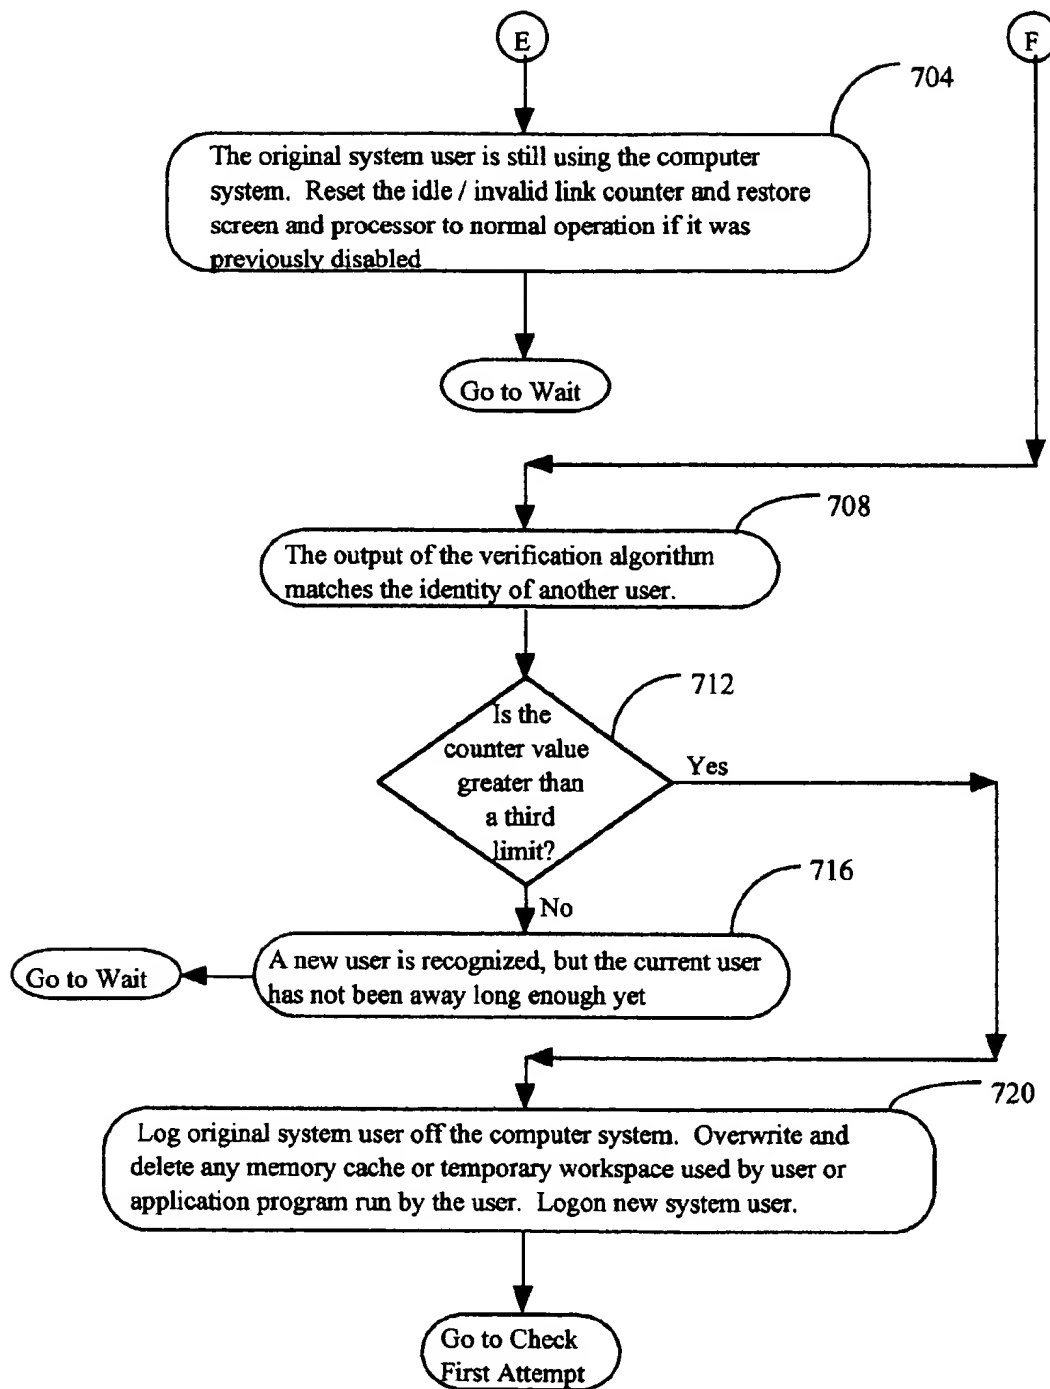 E
F
704
The original system user is still using the computer
system. Reset the idle / invalid link counter and restore
screen and processor to normal operation if it was
previously disabled
Go to Wait
708
The output of the verification algorithm
matches the identity of another user.
712
Is the
counter value
greater than
a third
limit?
Yes
No
716
A new user is recognized, but the current user
has not been away long enough yet
Go to Wait
720
Log original system user off the computer system. Overwrite and
delete any memory cache or temporary workspace used by user or
application program run by the user. Logon new system user.
Go to Check
First Attempt